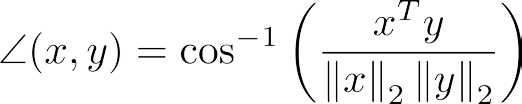 ∠(x, y) = cos⁻¹ ( xᵀy / (‖x‖₂ ‖y‖₂) )